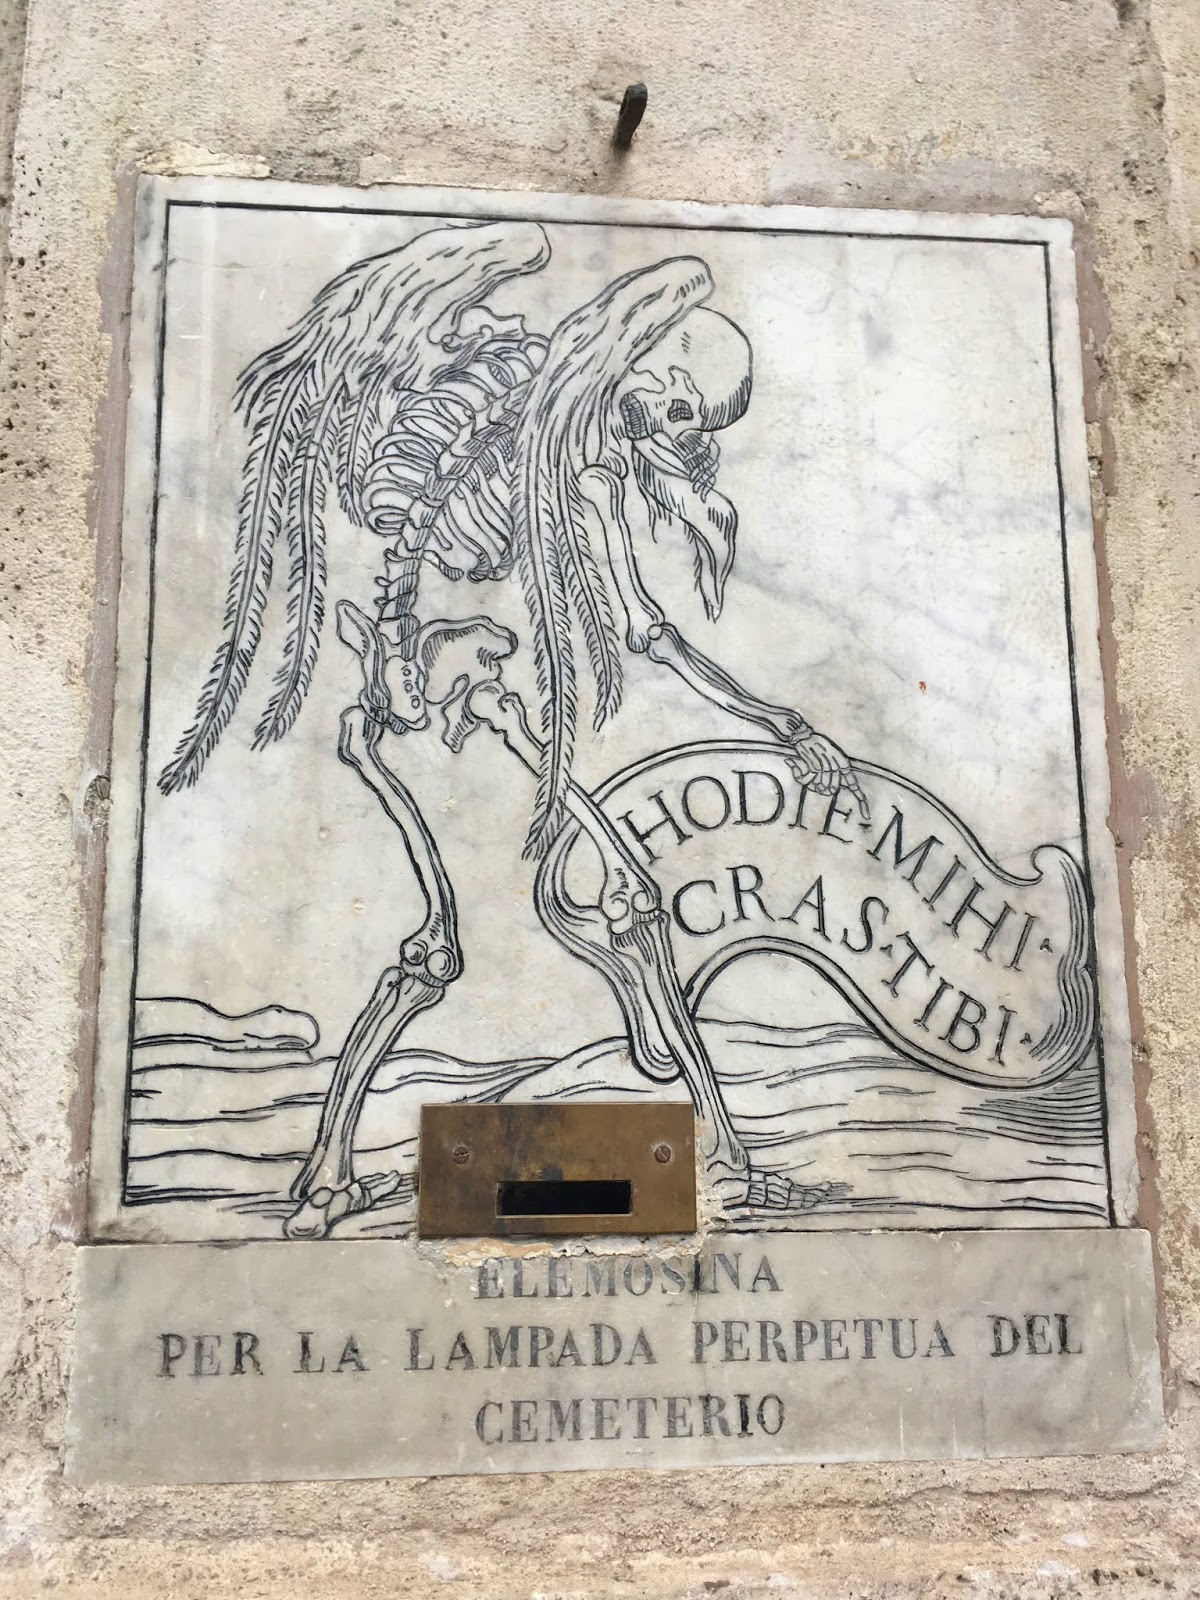 HODIE·MIHI·
CRAS·TIBI·
ELEMOSINA
PER LA LAMPADA PERPETUA DEL
CEMETERIO